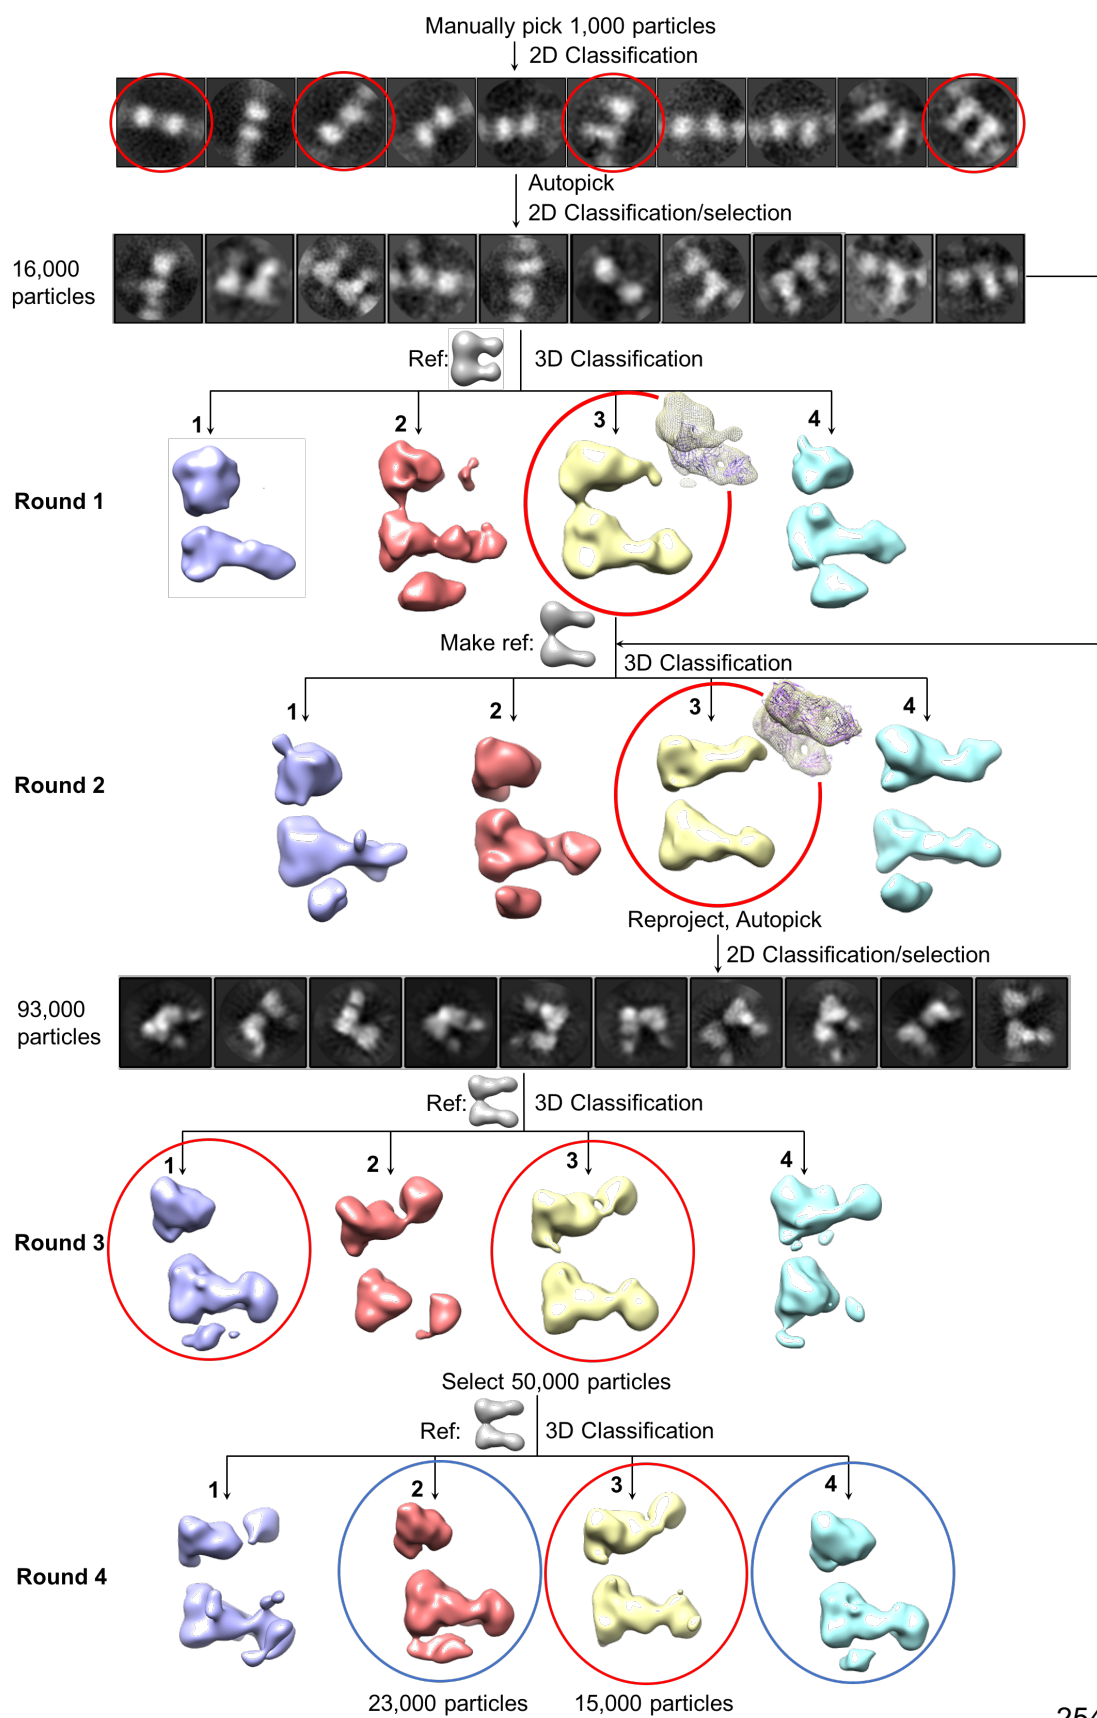 Manually pick 1,000 particles
2D Classification
Autopick
2D Classification/selection
16,000
particles
Ref:
3D Classification
1
2
3
4
Round 1
Make ref:
3D Classification
1
2
3
4
Round 2
Reproject, Autopick
2D Classification/selection
93,000
particles
Ref:
3D Classification
1
2
3
4
Round 3
Select 50,000 particles
Ref:
3D Classification
1
2
3
4
Round 4
23,000 particles
15,000 particles